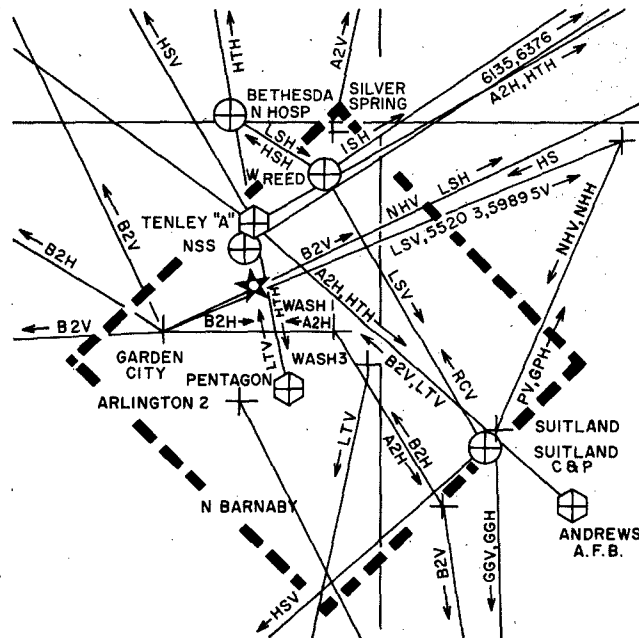 HSV
HTH
A2V
6135,6376
A2H,HTH
BETHESDA
N HOSP
SILVER
SPRING
LSH
HSH
ISH
W REED
TENLEY "A"
NSS
NHV
LSH
HS
B2V
LSV,5520 3,59895V
NHV, NHH
B2V
B2H
A2H,HTH
LSV
HTH
WASH 1
B2V
B2H
A2H
LTV
WASH3
GARDEN
CITY
PENTAGON
ARLINGTON 2
B2V,LTV
RCV
PV,GPH
LTV
B2H
A2H
SUITLAND
SUITLAND
C&P
N BARNABY
ANDREWS
A.F.B.
HSV
B2V
GGV,GGH